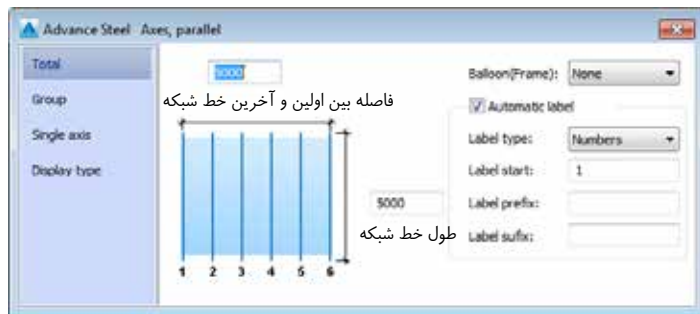 Advance Steel   Axes, parallel
Total
Group
Single axis
Display type
5000
فاصله بین اولین و آخرین خط شبکه
1 2 3 4 5 6
5000
طول خط شبکه
Balloon(Frame): None
Automatic label
Label type: Numbers
Label start: 1
Label prefix:
Label sufix: